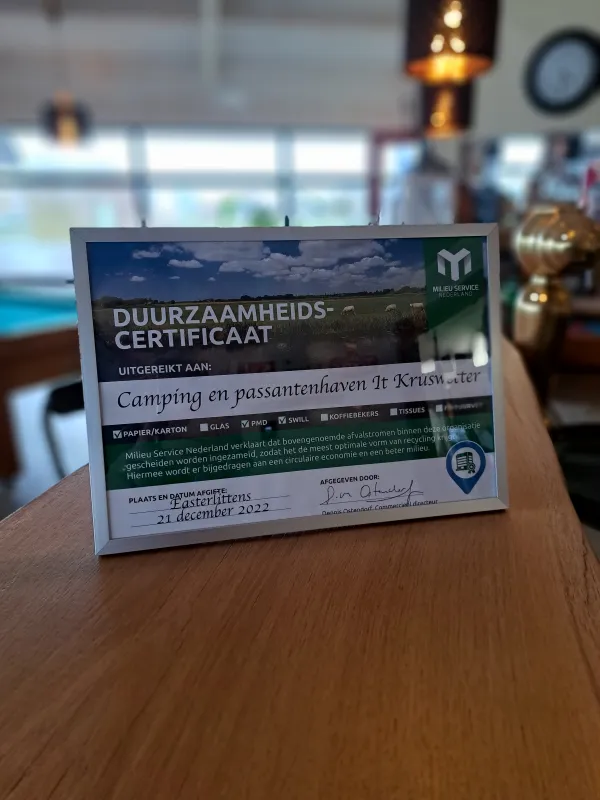 MILIEU SERVICE
NEDERLAND
DUURZAAMHEIDS-
CERTIFICAAT
UITGEREIKT AAN:
Camping en passantenhaven It Kruswetter
PAPIER/KARTON GLAS PMD SWILL KOFFIEBEKERS TISSUES
Milieu Service Nederland verklaart dat bovengenoemde afvalstromen binnen deze organisatie
gescheiden worden ingezameld, zodat het meest optimale vorm van recycling krijgt.
Hiermee wordt er bijgedragen aan een circulaire economie en een beter milieu.
PLAATS EN DATUM AFGIFTE:
Easterlittens
21 december 2022
AFGEGEVEN DOOR:
Dennis Ostendorf, Commercieel directeur